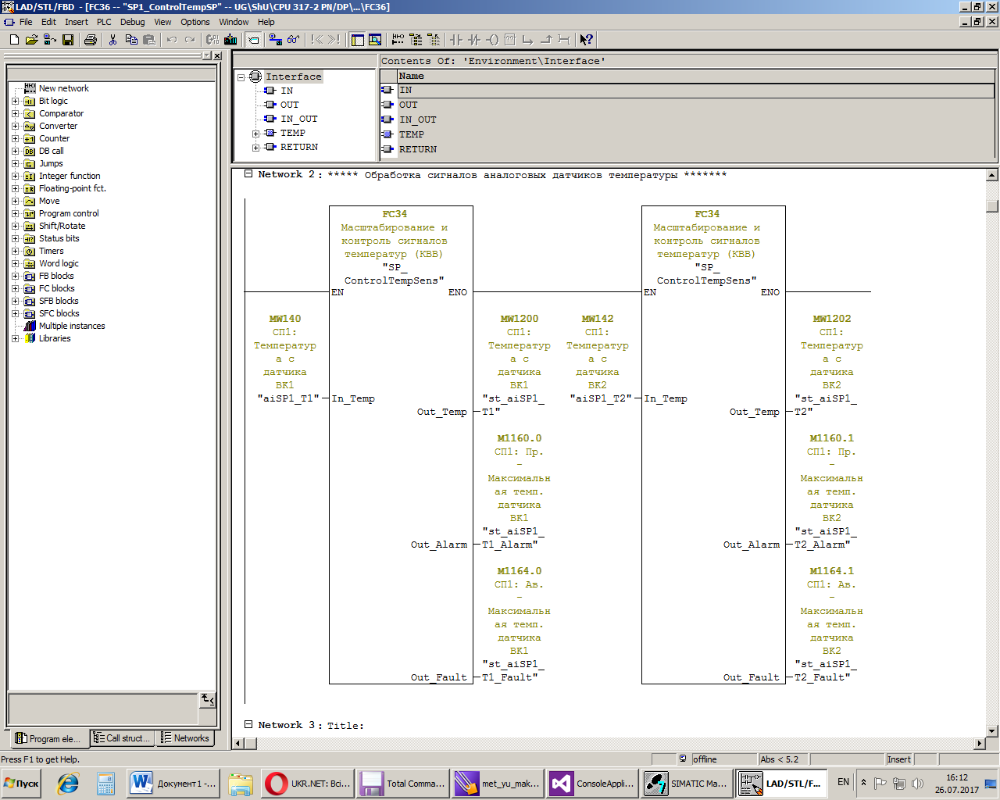 LAD/STL/FBD - [FC36 -- "SP1_ControlTempSP" -- UG\ShU\CPU 317-2 PN/DP\...\FC36]
File Edit Insert PLC Debug View Options Window Help
New network
Bit logic
Comparator
Converter
Counter
DB call
Jumps
Integer function
Floating-point fct.
Move
Program control
Shift/Rotate
Status bits
Timers
Word logic
FB blocks
FC blocks
SFB blocks
SFC blocks
Multiple instances
Libraries
Program ele... Call struct... Networks
Interface
IN
OUT
IN_OUT
TEMP
RETURN
Contents Of: 'Environment\Interface'
Name
IN
OUT
IN_OUT
TEMP
RETURN
Network 2 : ***** Обработка сигналов аналоговых датчиков температуры *******
FC34
Масштабирование и
контроль сигналов
температур (КВВ)
"SP_
ControlTempSens"
EN ENO
MW140
СП1:
Температур
а с
датчика
ВК1
"aiSP1_T1" In_Temp
Out_Temp
MW1200
СП1:
Температур
а с
датчика
ВК1
"st_aiSP1_
T1"
M1160.0
СП1: Пр.
-
Максимальн
ая темп.
датчика
ВК1
"st_aiSP1_
Out_Alarm T1_Alarm"
M1164.0
СП1: Ав.
-
Максимальн
ая темп.
датчика
ВК1
"st_aiSP1_
Out_Fault T1_Fault"
FC34
Масштабирование и
контроль сигналов
температур (КВВ)
"SP_
ControlTempSens"
EN ENO
MW142
СП1:
Температур
а с
датчика
ВК2
"aiSP1_T2" In_Temp
Out_Temp
MW1202
СП1:
Температур
а с
датчика
ВК2
"st_aiSP1_
T2"
M1160.1
СП1: Пр.
-
Максимальн
ая темп.
датчика
ВК2
"st_aiSP1_
Out_Alarm T2_Alarm"
M1164.1
СП1: Ав.
-
Максимальн
ая темп.
датчика
ВК2
"st_aiSP1_
Out_Fault T2_Fault"
Network 3 : Title:
Press F1 to get Help. offline Abs < 5.2 Insert
Пуск Документ1 -... UKR.NET: Всі... Total Comma... met_yu_mak... ConsoleAppli... SIMATIC Ma... LAD/STL/F... EN 16:12
26.07.2017